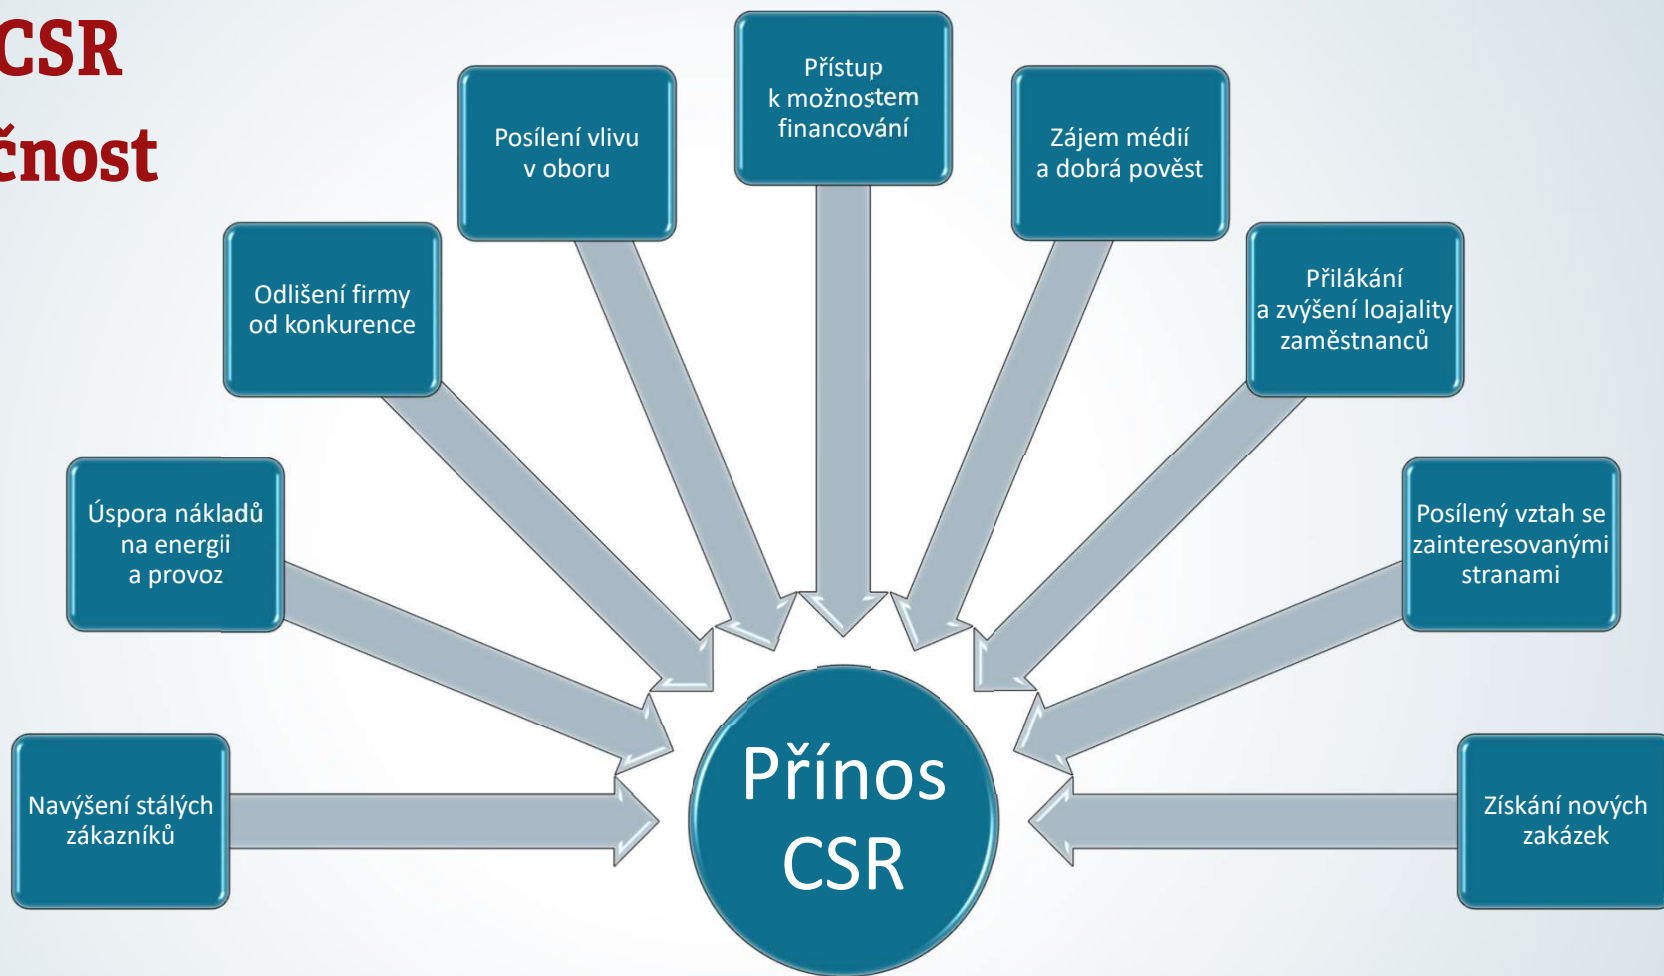 CSR
čnost
Navýšení stálých
zákazníků
Úspora nákladů
na energii
a provoz
Odlišení firmy
od konkurence
Posílení vlivu
v oboru
Přístup
k možnostem
financování
Zájem médií
a dobrá pověst
Přilákání
a zvýšení loajality
zaměstnanců
Posílený vztah se
zainteresovanými
stranami
Získání nových
zakázek
Přínos
CSR